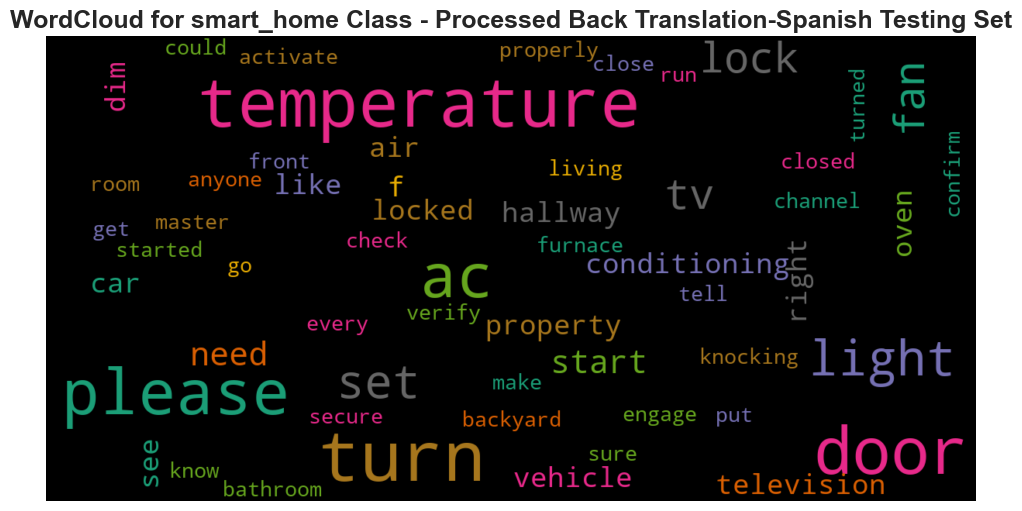 WordCloud for smart_home Class - Processed Back Translation-Spanish Testing Set
could
activate
properly
close
run
lock
dim
temperature
fan
turned
air
front
living
closed
confirm
room
anyone
like
f
tv
channel
master
locked
hallway
oven
get
started
check
furnace
go
ac
conditioning
right
car
tell
every
verify
property
need
start
knocking
light
please
set
make
secure
backyard
engage
put
turn
door
see
know
sure
bathroom
vehicle
television